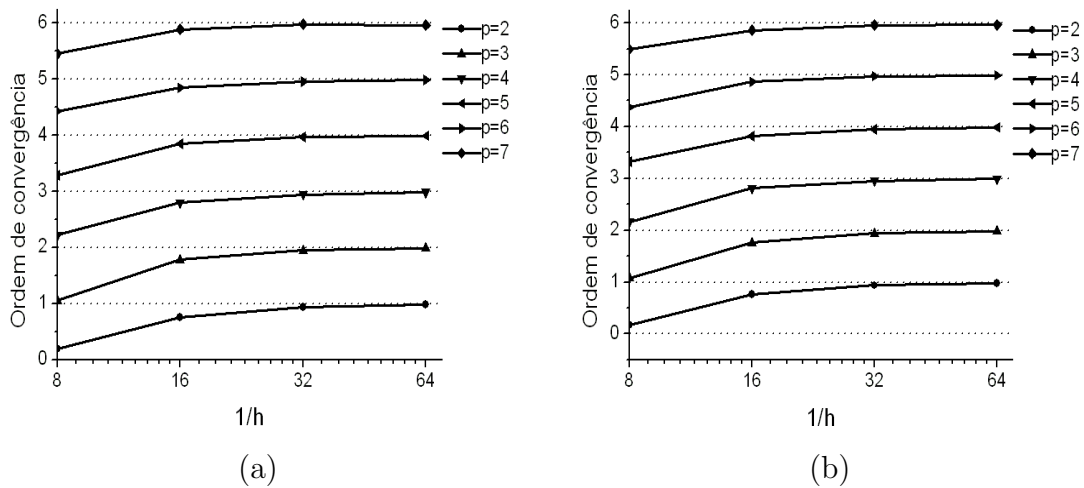 Ordem de convergência
6
5
4
3
2
1
0
8
16
32
64
1/h
p=2
p=3
p=4
p=5
p=6
p=7
(a)
Ordem de convergência
6
5
4
3
2
1
0
8
16
32
64
1/h
p=2
p=3
p=4
p=5
p=6
p=7
(b)